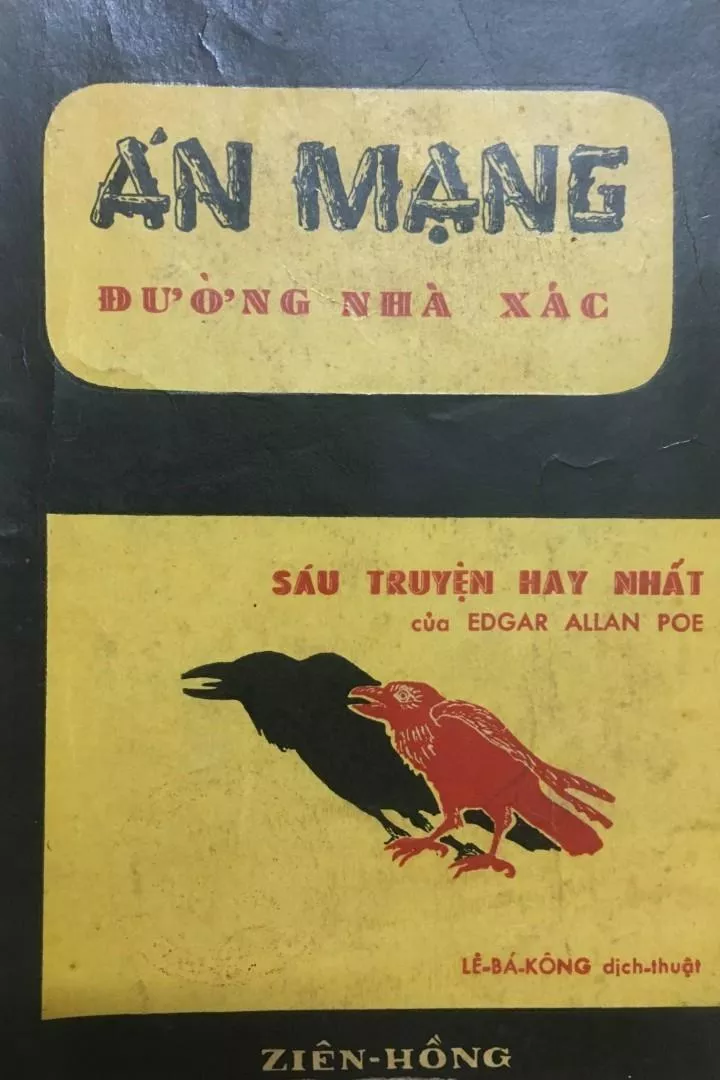 ÁN MẠNG
ĐƯỜNG NHÀ XÁC
SÁU TRUYỆN HAY NHẤT
của EDGAR ALLAN POE
LÊ-BÁ-KÔNG dịch-thuật
ZIÊN-HỒNG